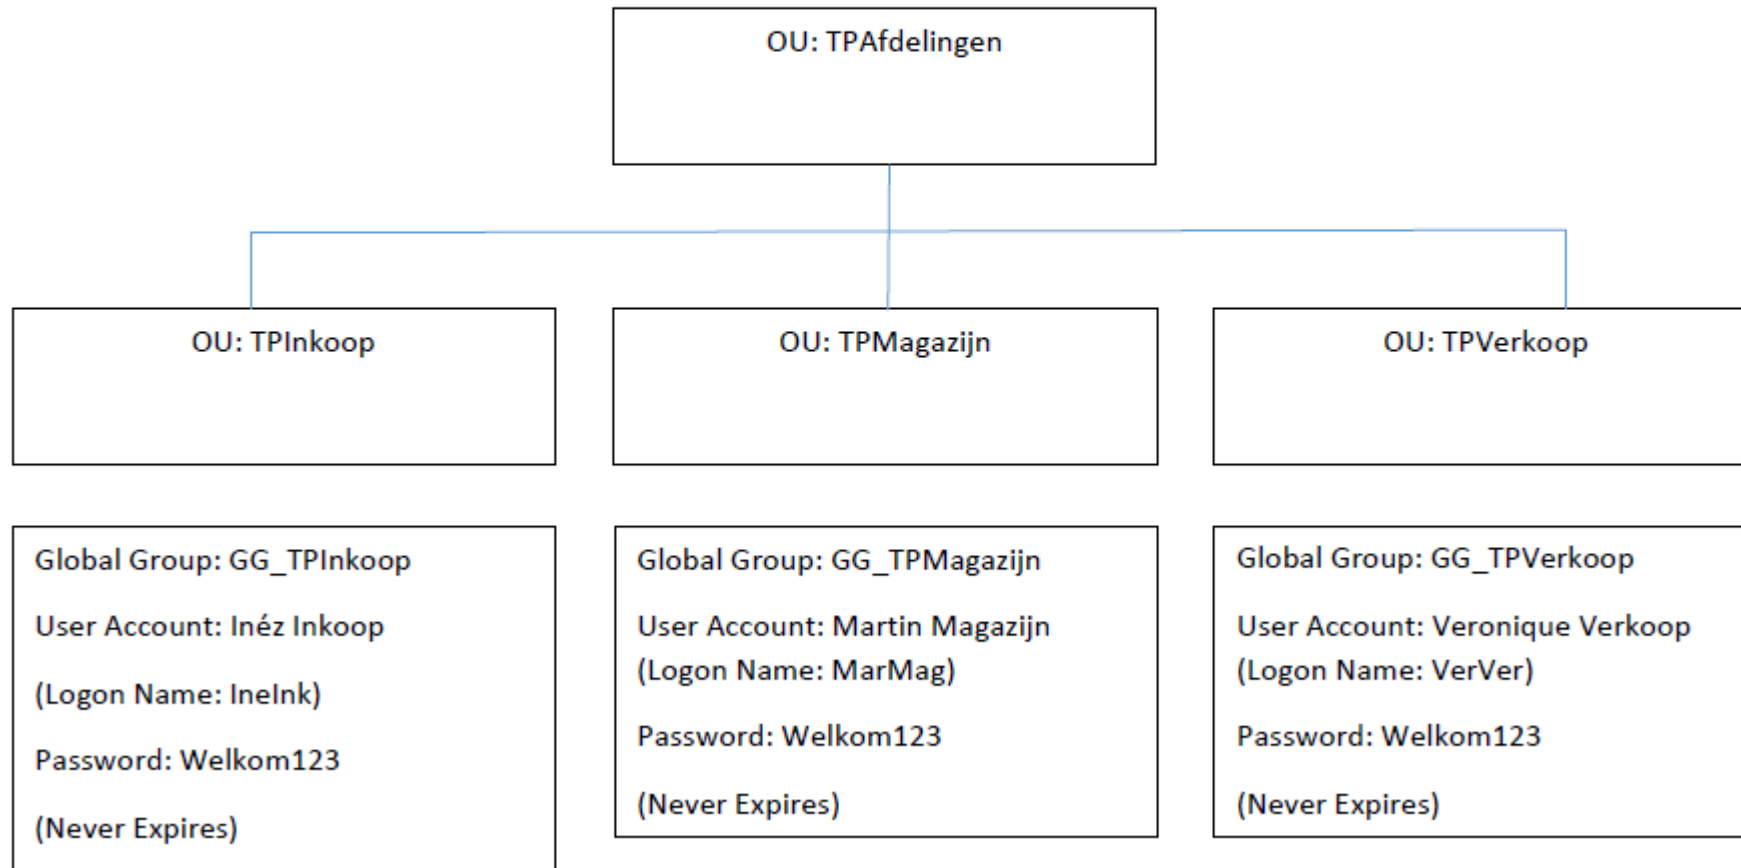 OU: TPAfdelingen
OU: TPInkoop
OU: TPMagazijn
OU: TPVerkoop
Global Group: GG_TPInkoop
User Account: Inéz Inkoop
(Logon Name: IneInk)
Password: Welkom123
(Never Expires)
Global Group: GG_TPMagazijn
User Account: Martin Magazijn
(Logon Name: MarMag)
Password: Welkom123
(Never Expires)
Global Group: GG_TPVerkoop
User Account: Veronique Verkoop
(Logon Name: VerVer)
Password: Welkom123
(Never Expires)